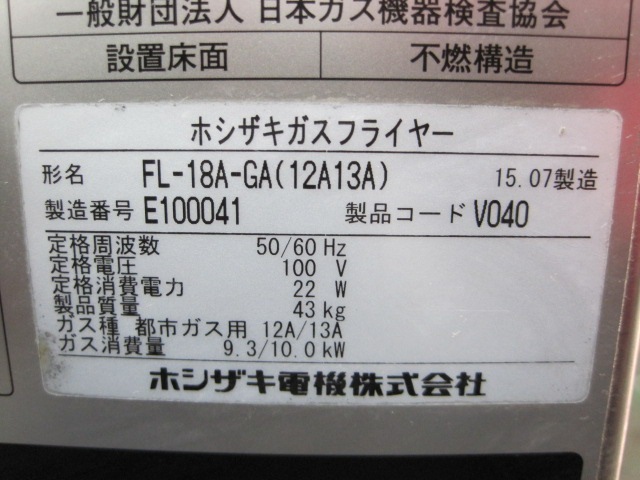 一般財団法人 日本ガス機器検査協会
設置床面 不燃構造
ホシザキガスフライヤー
形名 FL-18A-GA(12A13A) 15.07製造
製造番号 E100041 製品コード V040
定格周波数 50/60 Hz
定格電圧 100 V
定格消費電力 22 W
製品質量 43 kg
ガス種 都市ガス用 12A/13A
ガス消費量 9.3/10.0 kW
ホシザキ電機株式会社